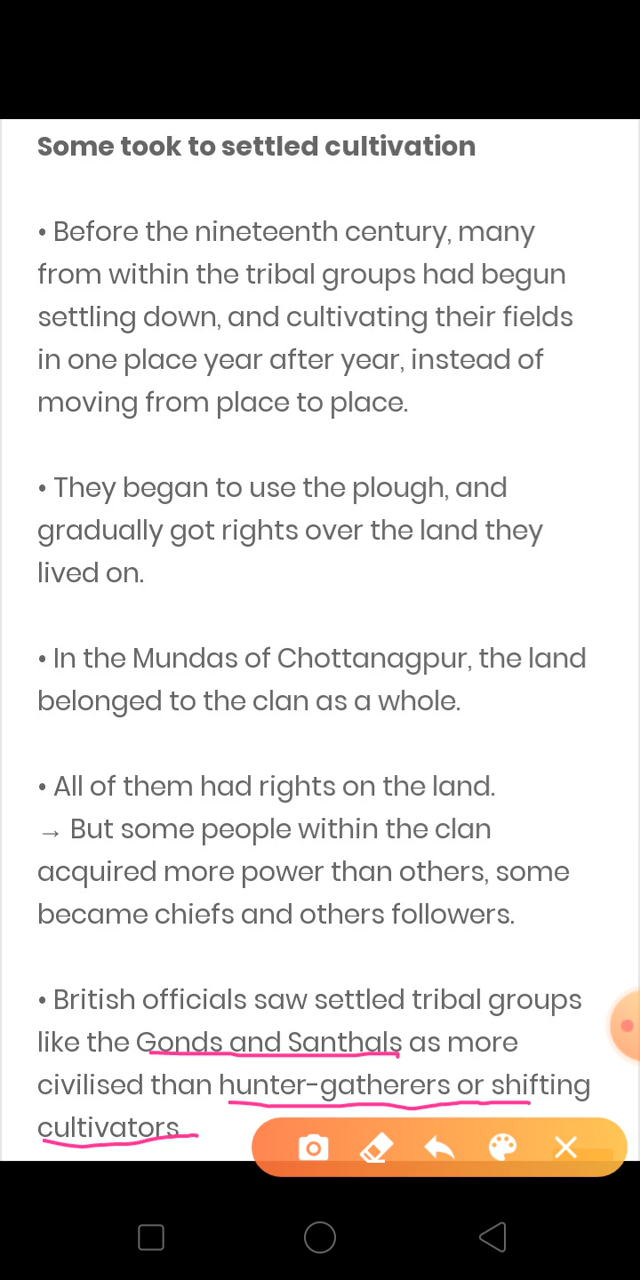 Some took to settled cultivation
• Before the nineteenth century, many
from within the tribal groups had begun
settling down, and cultivating their fields
in one place year after year, instead of
moving from place to place.
• They began to use the plough, and
gradually got rights over the land they
lived on.
• In the Mundas of Chottanagpur, the land
belonged to the clan as a whole.
• All of them had rights on the land.
→ But some people within the clan
acquired more power than others, some
became chiefs and others followers.
• British officials saw settled tribal groups
like the Gonds and Santhals as more
civilised than hunter-gatherers or shifting
cultivators